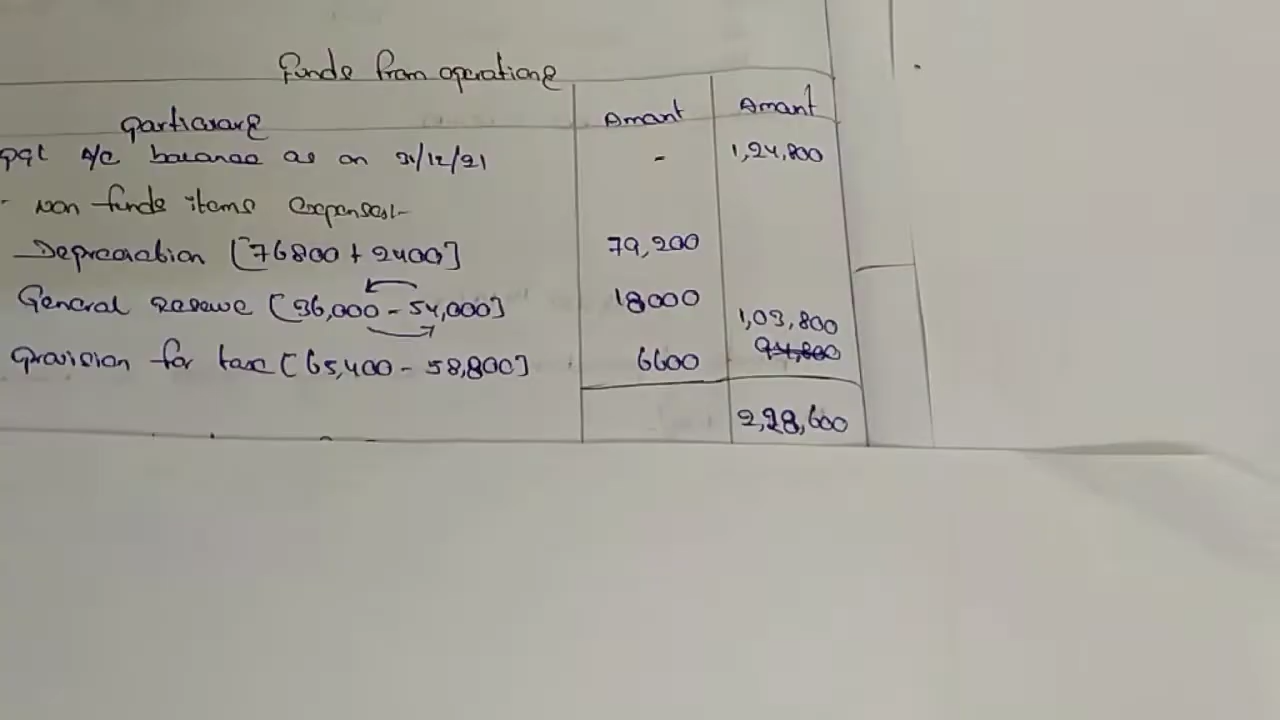 Funds from operations
Particulars Amount Amount
P&L A/c balance as on 31/12/21 - 1,24,800
- Non funds items Expenses:-
Depreciation [76800 + 2400] 79,200
General Reserve [36,000 - 54,000] 18000 1,03,800
94,800
Provision for tax [65,400 - 58,800] 6600
2,28,600